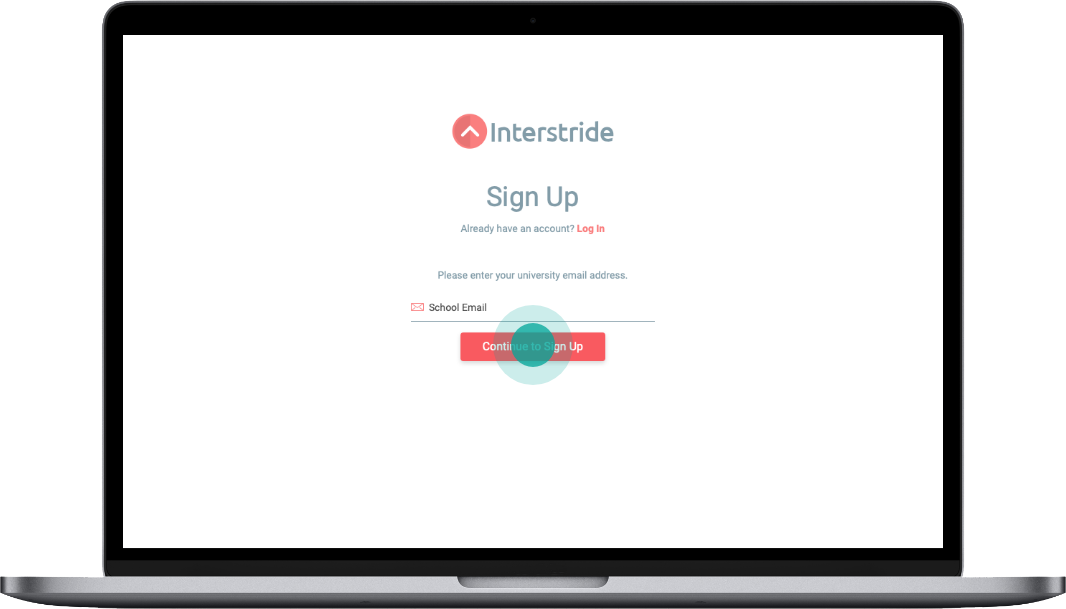 Interstride
Sign Up
Already have an account? Log In
Please enter your university email address.
School Email
Continue to Sign Up